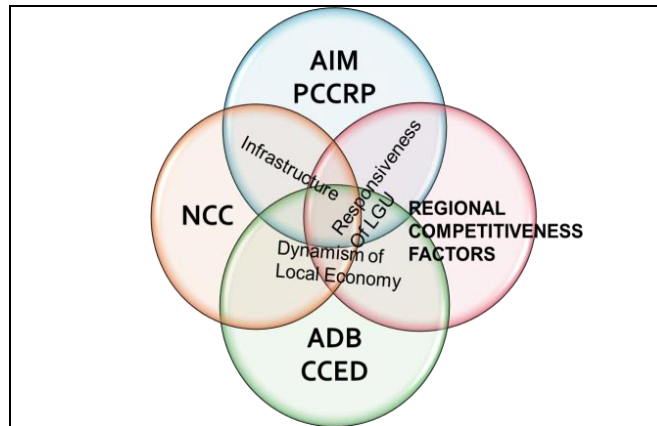 AIM
PCCRP
Infrastructure
Responsiveness
Of LGU
NCC
REGIONAL
COMPETITIVENESS
FACTORS
Dynamism of
Local Economy
ADB
CCED